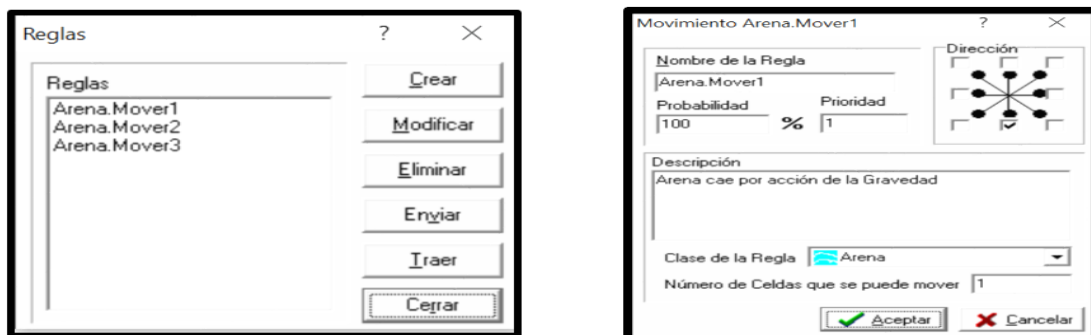 Reglas ? ×
Reglas
Arena.Mover1
Arena.Mover2
Arena.Mover3
Crear
Modificar
Eliminar
Enviar
Traer
Cerrar
Movimiento Arena.Mover1 ? ×
Nombre de la Regla
Arena.Mover1
Probabilidad
100 %
Prioridad
1
Dirección
Descripción
Arena cae por acción de la Gravedad
Clase de la Regla Arena
Número de Celdas que se puede mover 1
Aceptar Cancelar